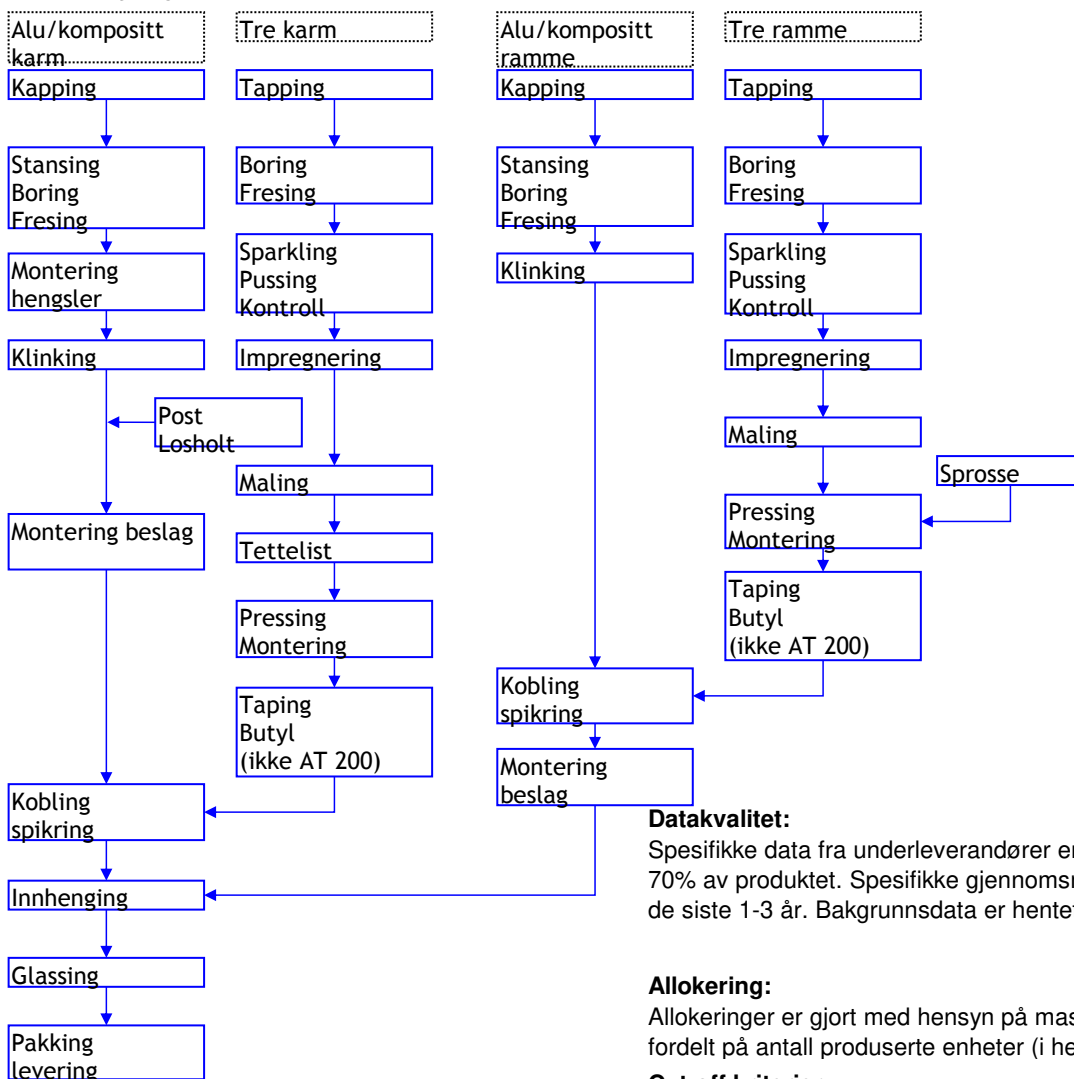 Alu/kompositt
karm
Kapping
Stansing
Boring
Fresing
Montering
hengsler
Klinking
Post
Losholt
Montering beslag
Tre karm
Tapping
Boring
Fresing
Sparkling
Pussing
Kontroll
Impregnering
Maling
Tettelist
Pressing
Montering
Taping
Butyl
(ikke AT 200)
Kobling
spikring
Alu/kompositt
ramme
Kapping
Stansing
Boring
Fresing
Klinking
Tre ramme
Tapping
Boring
Fresing
Sparkling
Pussing
Kontroll
Impregnering
Maling
Sprosse
Pressing
Montering
Taping
Butyl
(ikke AT 200)
Kobling
spikring
Montering
beslag
Innhenging
Glassing
Pakking
levering
Datakvalitet:
Spesifikke data fra underleverandører
70% av produktet. Spesifikke
de siste 1-3 år. Bakgrunnsdata er
Allokering:
Allokeringer er gjort med hensyn på
fordelt på antall produserte enheter (i